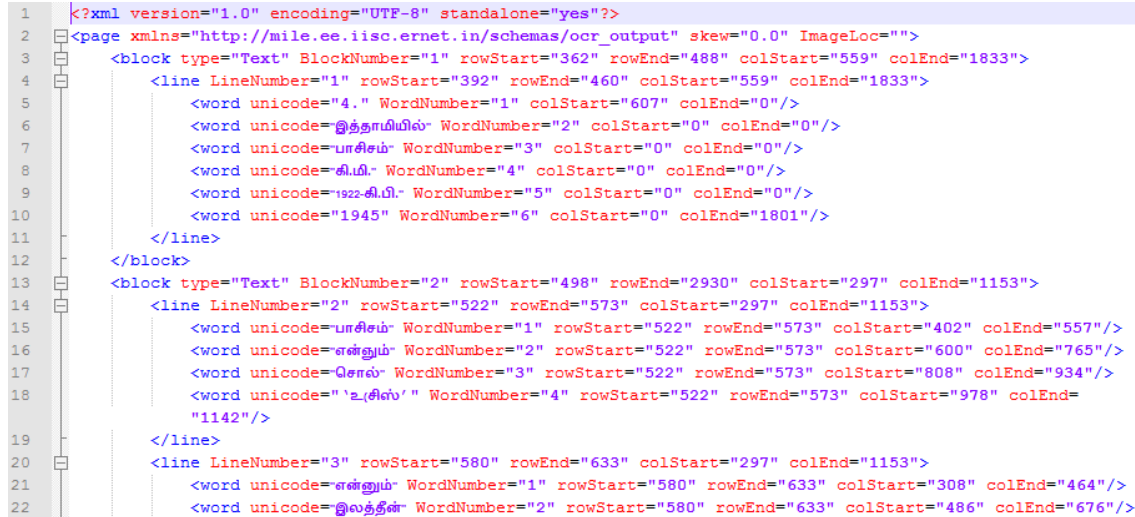 1 <?xml version="1.0" encoding="UTF-8" standalone="yes"?>
2 <page xmlns="http://mile.ee.iisc.ernet.in/schemas/ocr_output" skew="0.0" ImageLoc="">
3 <block type="Text" BlockNumber="1" rowStart="362" rowEnd="488" colStart="559" colEnd="1833">
4 <line LineNumber="1" rowStart="392" rowEnd="460" colStart="559" colEnd="1833">
5 <word unicode="4." WordNumber="1" colStart="607" colEnd="0"/>
6 <word unicode="இத்தாமியில்" WordNumber="2" colStart="0" colEnd="0"/>
7 <word unicode="பாசிசம்" WordNumber="3" colStart="0" colEnd="0"/>
8 <word unicode="கி.மி." WordNumber="4" colStart="0" colEnd="0"/>
9 <word unicode="1922-கி.பி." WordNumber="5" colStart="0" colEnd="0"/>
10 <word unicode="1945" WordNumber="6" colStart="0" colEnd="1801"/>
11 </line>
12 </block>
13 <block type="Text" BlockNumber="2" rowStart="498" rowEnd="2930" colStart="297" colEnd="1153">
14 <line LineNumber="2" rowStart="522" rowEnd="573" colStart="297" colEnd="1153">
15 <word unicode="பாசிசம்" WordNumber="1" rowStart="522" rowEnd="573" colStart="402" colEnd="557"/>
16 <word unicode="என்னும்" WordNumber="2" rowStart="522" rowEnd="573" colStart="600" colEnd="765"/>
17 <word unicode="சொல்" WordNumber="3" rowStart="522" rowEnd="573" colStart="808" colEnd="934"/>
18 <word unicode="`உ(சிஸ்′" WordNumber="4" rowStart="522" rowEnd="573" colStart="978" colEnd=
"1142"/>
19 </line>
20 <line LineNumber="3" rowStart="580" rowEnd="633" colStart="297" colEnd="1153">
21 <word unicode="என்னும்" WordNumber="1" rowStart="580" rowEnd="633" colStart="308" colEnd="464"/>
22 <word unicode="இலத்தீன்" WordNumber="2" rowStart="580" rowEnd="633" colStart="486" colEnd="676"/>